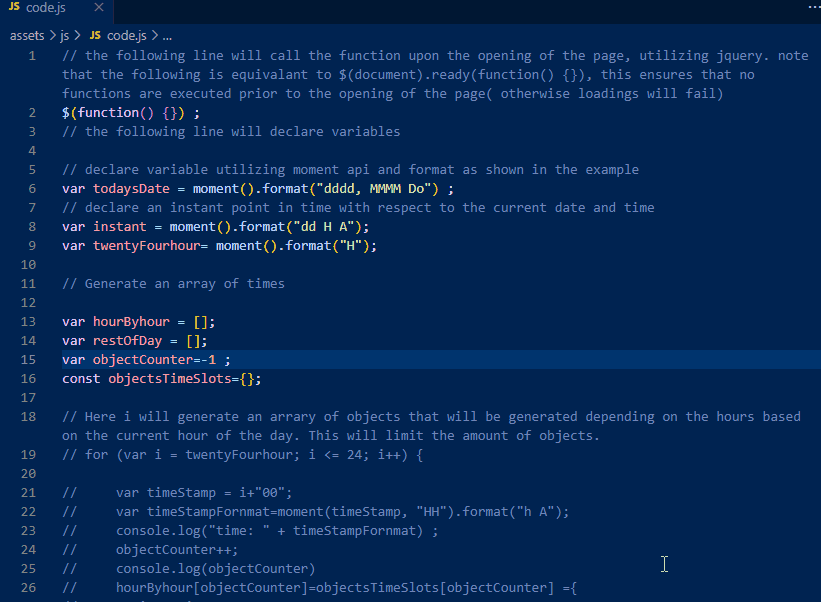 JS code.js ×
assets > js > JS code.js > ...
1 // the following line will call the function upon the opening of the page, utilizing jquery. note
that the following is equivalant to $(document).ready(function() {}), this ensures that no
functions are executed prior to the opening of the page( otherwise loadings will fail)
2 $(function() {}) ;
3 // the following line will declare variables
4
5 // declare variable utilizing moment api and format as shown in the example
6 var todaysDate = moment().format("dddd, MMMM Do") ;
7 // declare an instant point in time with respect to the current date and time
8 var instant = moment().format("dd H A");
9 var twentyFourhour= moment().format("H");
10
11 // Generate an array of times
12
13 var hourByhour = [];
14 var restOfDay = [];
15 var objectCounter=-1 ;
16 const objectsTimeSlots={};
17
18 // Here i will generate an arrary of objects that will be generated depending on the hours based
on the current hour of the day. This will limit the amount of objects.
19 // for (var i = twentyFourhour; i <= 24; i++) {
20
21 //     var timeStamp = i+"00";
22 //     var timeStampFornmat=moment(timeStamp, "HH").format("h A");
23 //     console.log("time: " + timeStampFornmat) ;
24 //     objectCounter++;
25 //     console.log(objectCounter)
26 //     hourByhour[objectCounter]=objectsTimeSlots[objectCounter] ={